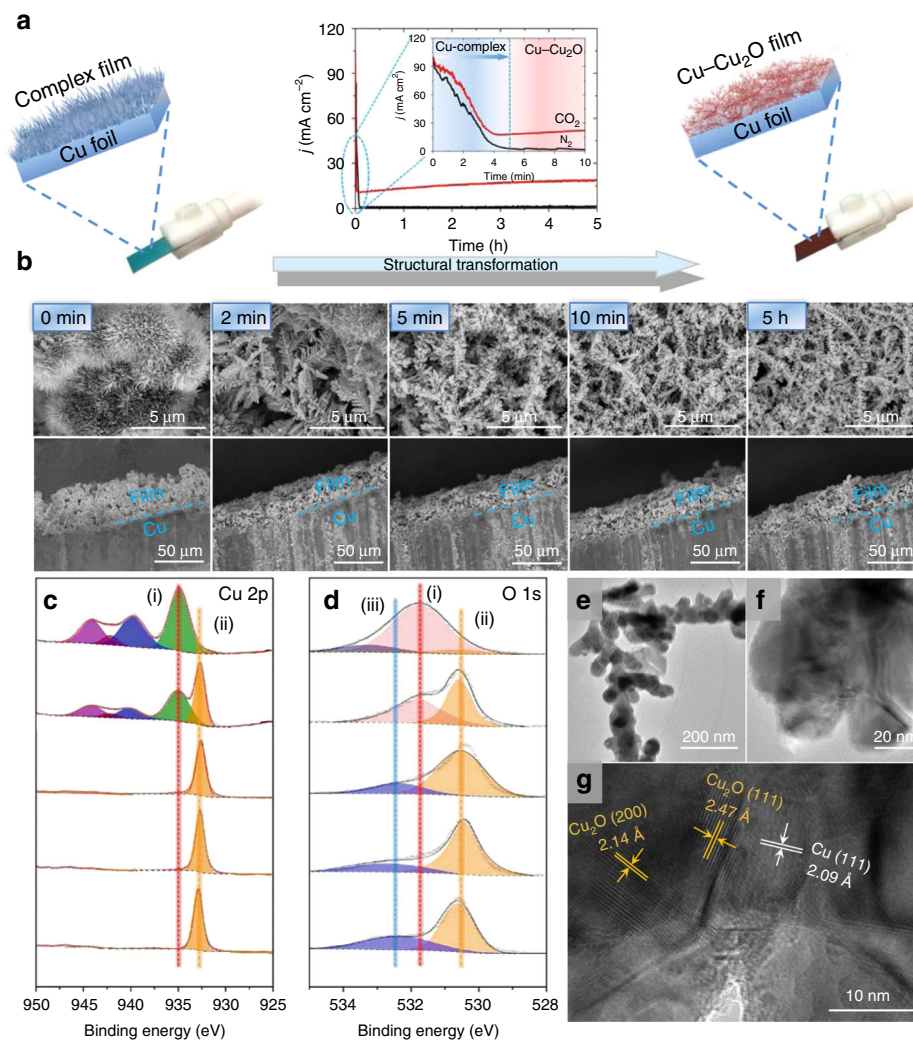 a
Complex film
Cu foil
j (mA cm⁻²)
120
90
60
30
0
0 1 2 3 4 5
Time (h)
j (mA cm⁻²)
120
100
80
60
40
20
0
0 2 4 6 8 10
Time (min)
Cu-complex
Cu–Cu₂O
CO₂
N₂
Cu–Cu₂O film
Cu foil
Structural transformation
b
0 min
2 min
5 min
10 min
5 h
5 µm
5 µm
5 µm
5 µm
5 µm
Film
Cu
50 µm
Film
Cu
50 µm
Film
Cu
50 µm
Film
Cu
50 µm
Film
Cu
50 µm
c
(i)
Cu 2p
(ii)
950 945 940 935 930 925
Binding energy (eV)
d
(iii)
(i)
O 1s
(ii)
534 532 530 528
Binding energy (eV)
e
200 nm
f
20 nm
g
Cu₂O (200)
2.14 Å
Cu₂O (111)
2.47 Å
Cu (111)
2.09 Å
10 nm